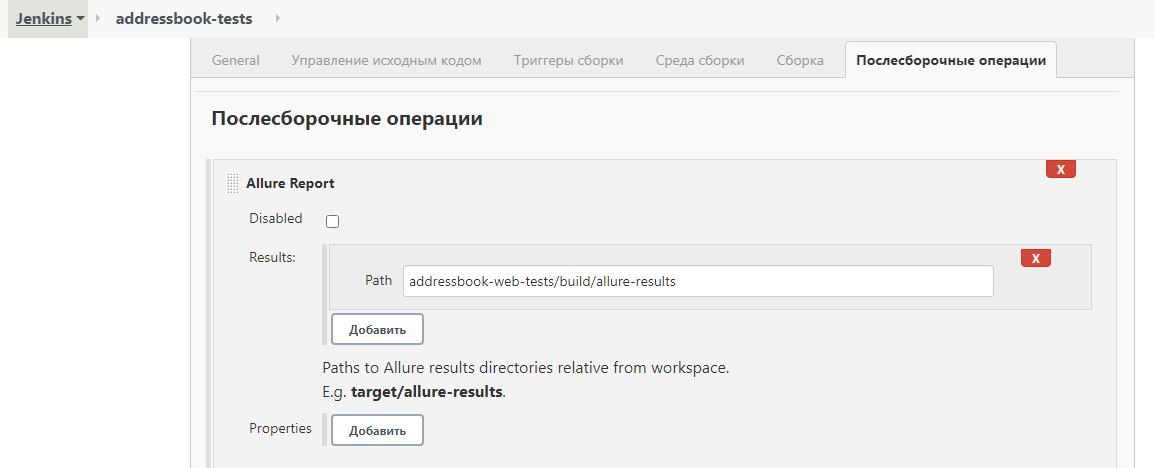 Jenkins addressbook-tests
General Управление исходным кодом Триггеры сборки Среда сборки Сборка Послесборочные операции
Послесборочные операции
X
Allure Report
Disabled
Results:
X
Path addressbook-web-tests/build/allure-results
Добавить
Paths to Allure results directories relative from workspace.
E.g. target/allure-results.
Properties Добавить